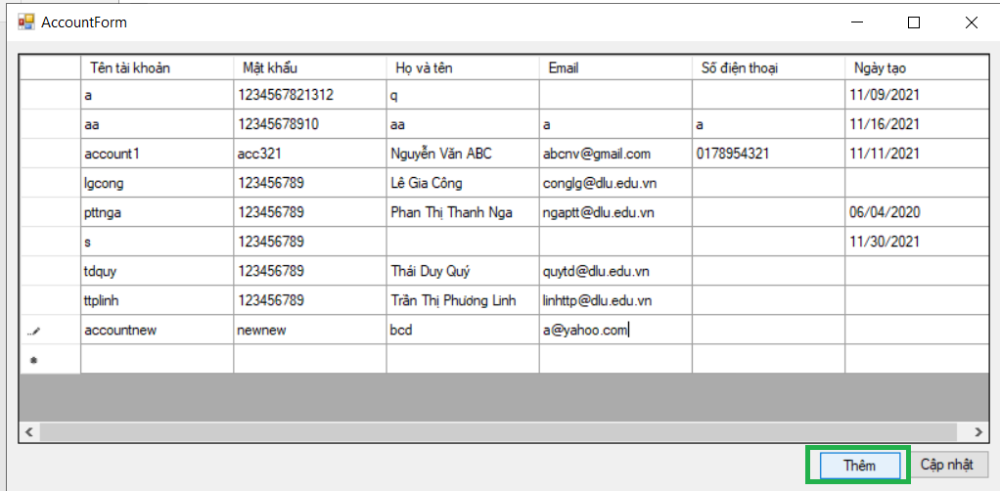 AccountForm
Tên tài khoản Mật khẩu Họ và tên Email Số điện thoại Ngày tạo
a 1234567821312 q 11/09/2021
aa 12345678910 aa a a 11/16/2021
account1 acc321 Nguyễn Văn ABC abcnv@gmail.com 0178954321 11/11/2021
lgcong 123456789 Lê Gia Công conglg@dlu.edu.vn
pttnga 123456789 Phan Thị Thanh Nga ngaptt@dlu.edu.vn 06/04/2020
s 123456789 11/30/2021
tdquy 123456789 Thái Duy Quý quytd@dlu.edu.vn
ttplinh 123456789 Trần Thị Phương Linh linhttp@dlu.edu.vn
accountnew newnew bcd a@yahoo.com
Thêm Cập nhật